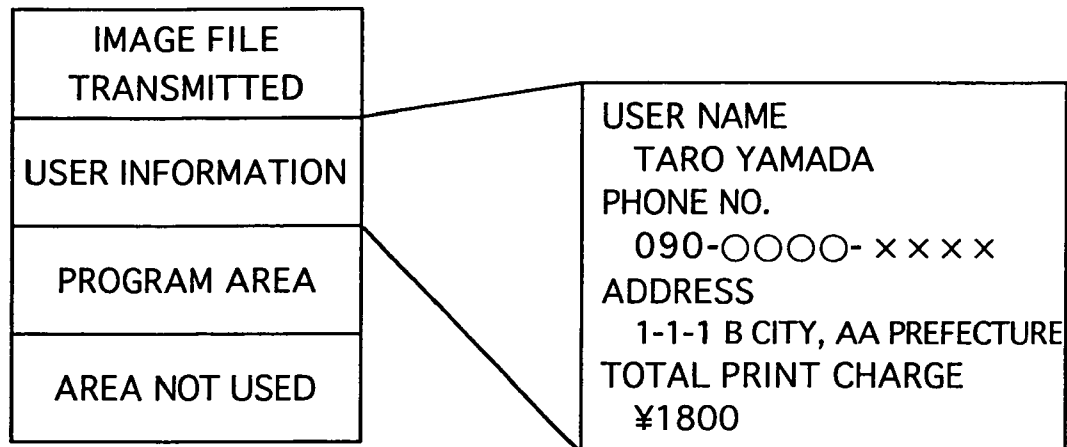 IMAGE FILE
TRANSMITTED
USER INFORMATION
PROGRAM AREA
AREA NOT USED
USER NAME
TARO YAMADA
PHONE NO.
090-○○○○-××××
ADDRESS
1-1-1 B CITY, AA PREFECTURE
TOTAL PRINT CHARGE
¥1800